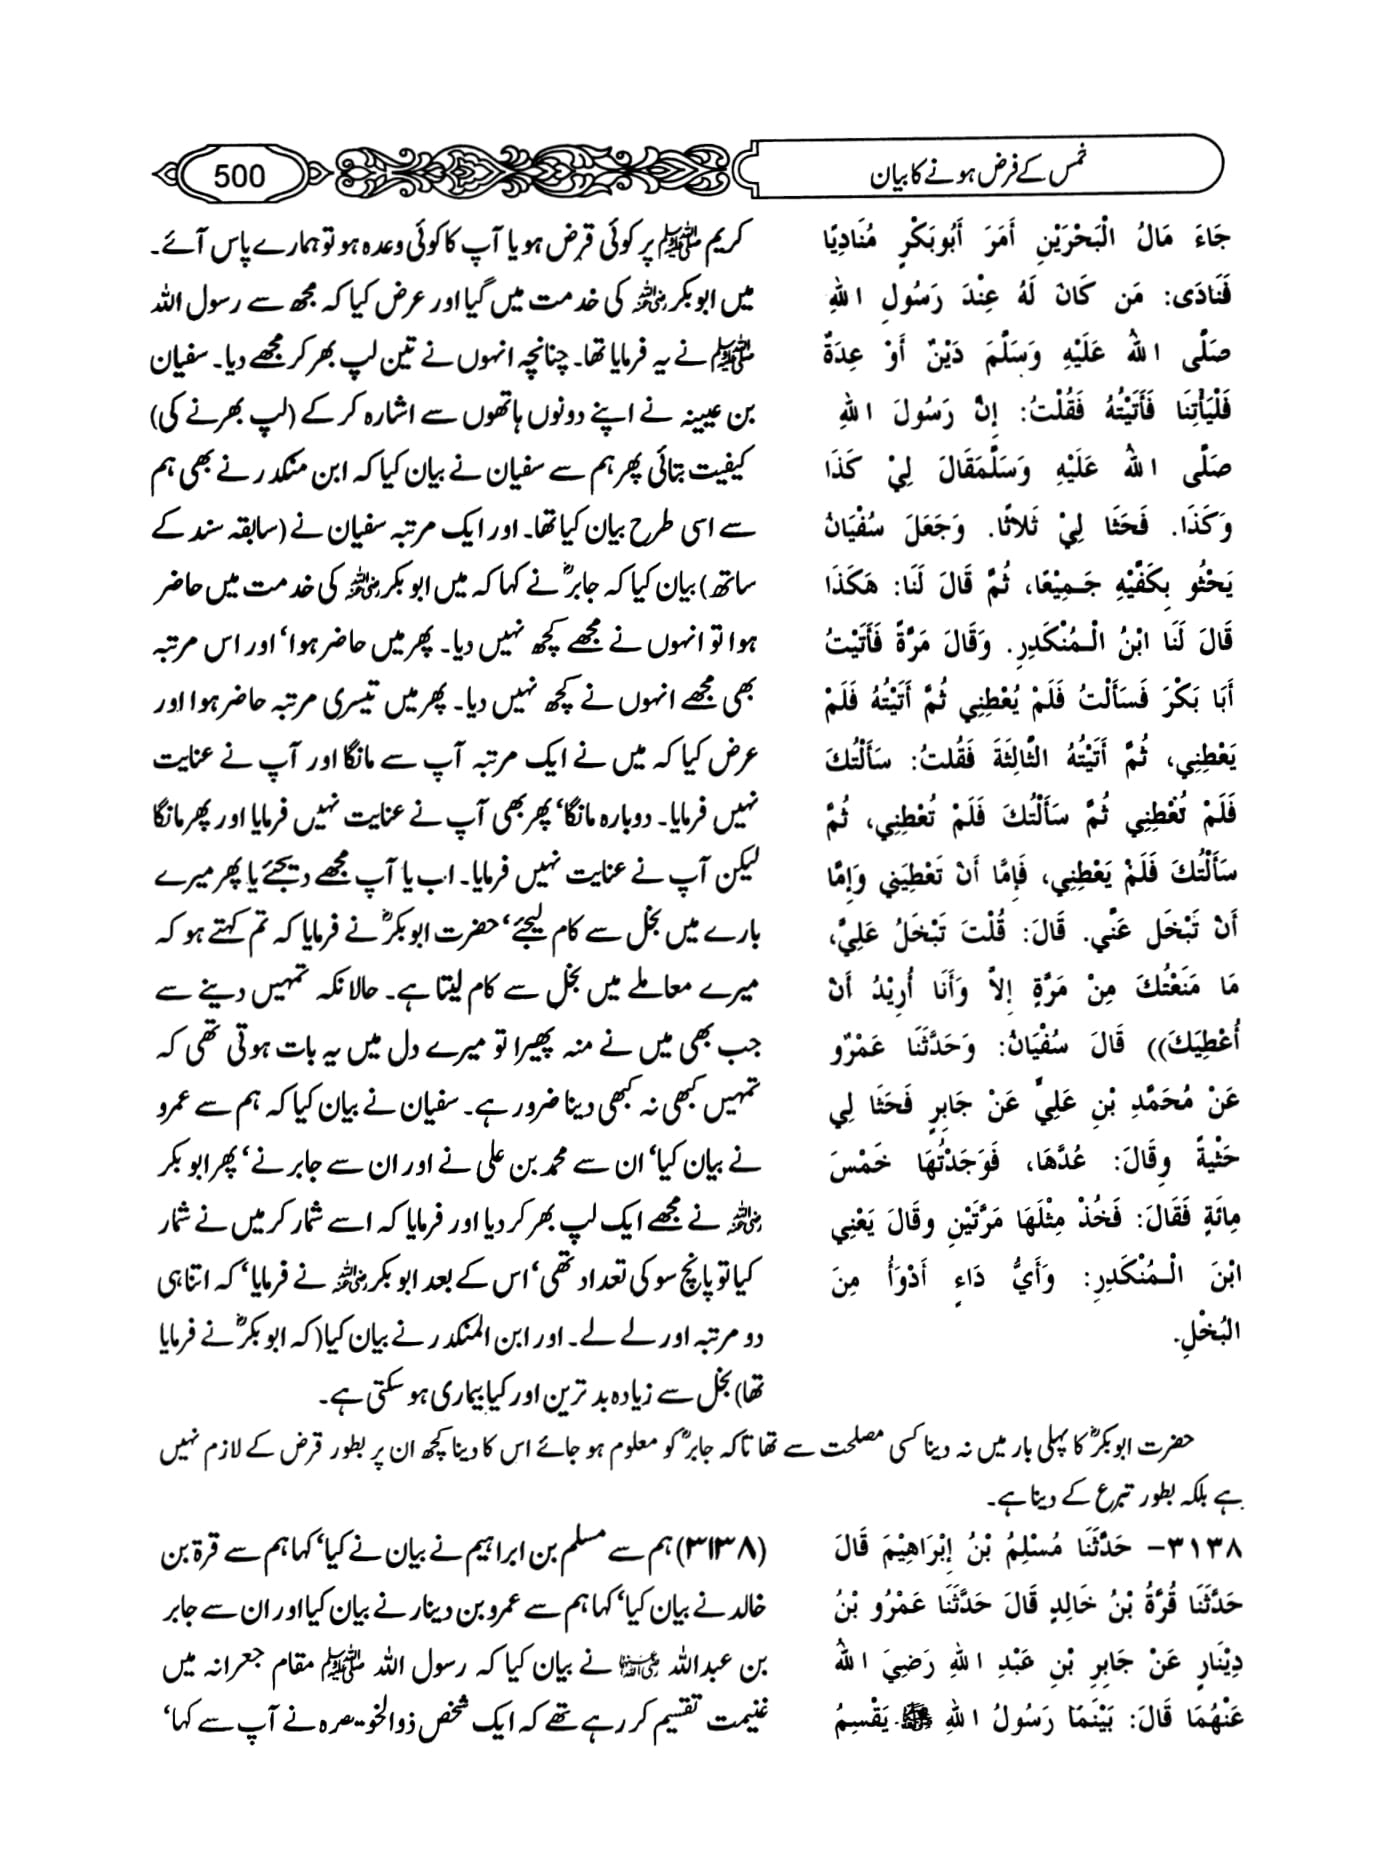 خمس کے فرض ہونے کا بیان
500
جَاءَ مَالُ الْبَحْرَيْنِ أَمَرَ أَبُوبَكْرٍ مُنَادِيًا
فَنَادَى: مَن كَانَ لَهُ عِنْدَ رَسُولِ اللهِ
صَلَّى اللهُ عَلَيْهِ وَسَلَّمَ دَيْنٌ أَوْ عِدَةٌ
فَلْيَأْتِنَا فَأَتَيْتُهُ فَقُلْتُ: إِنَّ رَسُولَ اللهِ
صَلَّى اللهُ عَلَيْهِ وَسَلَّمَقَالَ لِيْ كَذَا
وَكَذَا. فَحَثَا لِيْ ثَلاثًا. وَجَعَلَ سُفْيَانُ
يَحْثُو بِكَفَّيْهِ جَمِيْعًا، ثُمَّ قَالَ لَنَا: هَكَذَا
قَالَ لَنَا ابْنُ الْمُنْكَدِرِ. وَقَالَ مَرَّةً فَأَتَيْتُ
أَبَا بَكْرَ فَسَأَلْتُ فَلَمْ يُعْطِنِي ثُمَّ أَتَيْتُهُ فَلَمْ
يَعْطِنِي، ثُمَّ أَتَيْتُهُ الثَّالِثَةَ فَقُلتُ: سَأَلْتُكَ
فَلَمْ تُعْطِنِي ثُمَّ سَأَلْتُكَ فَلَمْ تُعْطِنِي، ثُمَّ
سَأَلْتُكَ فَلَمْ يَعْطِنِي، فَإِمَّا أَنْ تَعْطِيَنِي وَإِمَّا
أَنْ تَبْخَلَ عَنِّي. قَالَ: قُلْتَ تَبْخَلُ عَلِيَّ،
مَا مَنَعْتُكَ مِنْ مَرَّةٍ إِلاَّ وَأَنَا أُرِيْدُ أَنْ
أُعْطِيَكَ)) قَالَ سُفْيَانُ: وَحَدَّثَنَا عَمْرٌو
عَنْ مُحَمَّدِ بْنِ عَلِيٍّ عَنْ جَابِرٍ فَحَثَا لِي
حَثْيةً وِقَالَ: عُدَّهَا، فَوَجَدْتُهَا خَمْسَ
مِائَةٍ فَقَالَ: فَخُذْ مِثْلَهَا مَرَّتَيْنِ وقَالَ يَعْنِي
ابْنَ الْمُنْكَدِرِ: وَأَيُّ دَاءٍ أَدْوَأُ مِنَ
البُخْلِ.
کریم ﷺ پر کوئی قرض ہو یا آپ کا کوئی وعدہ ہو تو ہمارے پاس آئے۔
میں ابوبکر رضی اللہ عنہ کی خدمت میں گیا اور عرض کیا کہ مجھ سے رسول اللہ
ﷺ نے یہ فرمایا تھا۔ چنانچہ انہوں نے تین لپ بھر کر مجھے دیا۔ سفیان
بن عیینہ نے اپنے دونوں ہاتھوں سے اشارہ کر کے (لپ بھرنے کی)
کیفیت بتائی پھر ہم سے سفیان نے بیان کیا کہ ابن منکدر نے بھی ہم
سے اسی طرح بیان کیا تھا۔ اور ایک مرتبہ سفیان نے (سابقہ سند کے
ساتھ) بیان کیا کہ جابرؓ نے کہا کہ میں ابوبکر رضی اللہ عنہ کی خدمت میں حاضر
ہوا تو انہوں نے مجھے کچھ نہیں دیا۔ پھر میں حاضر ہوا‘ اور اس مرتبہ
بھی مجھے انہوں نے کچھ نہیں دیا۔ پھر میں تیسری مرتبہ حاضر ہوا اور
عرض کیا کہ میں نے ایک مرتبہ آپ سے مانگا اور آپ نے عنایت
نہیں فرمایا۔ دوبارہ مانگا‘ پھر بھی آپ نے عنایت نہیں فرمایا اور پھر مانگا
لیکن آپ نے عنایت نہیں فرمایا۔ اب یا آپ مجھے دیجئے یا پھر میرے
بارے میں بخل سے کام لیجئے‘ حضرت ابوبکرؓ نے فرمایا کہ تم کہتے ہو کہ
میرے معاملے میں بخل سے کام لیتا ہے۔ حالانکہ تمہیں دینے سے
جب بھی میں نے منہ پھیرا تو میرے دل میں یہ بات ہوتی تھی کہ
تمہیں کبھی نہ کبھی دینا ضرور ہے۔ سفیان نے بیان کیا کہ ہم سے عمرو
نے بیان کیا‘ ان سے محمد بن علی نے اور ان سے جابر نے‘ پھر ابوبکر
رضی اللہ عنہ نے مجھے ایک لپ بھر کر دیا اور فرمایا کہ اسے شمار کر میں نے شمار
کیا تو پانچ سو کی تعداد تھی‘ اس کے بعد ابوبکر رضی اللہ عنہ نے فرمایا‘ کہ اتنا ہی
دو مرتبہ اور لے لے۔ اور ابن المنکدر نے بیان کیا(کہ ابوبکرؓ نے فرمایا
تھا) بخل سے زیادہ بدترین اور کیا بیماری ہو سکتی ہے۔
حضرت ابوبکرؓ کا پہلی بار میں نہ دینا کسی مصلحت سے تھا تاکہ جابرؓ کو معلوم ہو جائے اس کا دینا کچھ ان پر بطور قرض کے لازم نہیں
ہے بلکہ بطور تبرع کے دینا ہے۔
٣١٣٨– حَدَّثَنَا مُسْلِمُ بْنُ إِبْرَاهِيْمَ قَالَ
حَدَّثَنَا قُرَّةُ بْنُ خَالِدٍ قَالَ حَدَّثَنَا عَمْرُو بْنُ
دِيْنَارٍ عَنْ جَابِرِ بْنِ عَبْدِ اللهِ رَضِيَ اللهُ
عَنْهُمَا قَالَ: بَيْنَمَا رَسُولُ اللهِ ﷺ يَقْسِمُ
(۳۱۳۸) ہم سے مسلم بن ابراہیم نے بیان نے کیا‘ کہا ہم سے قرۃ بن
خالد نے بیان کیا‘ کہا ہم سے عمرو بن دینار نے بیان کیا اور ان سے جابر
بن عبداللہ رضی اللہ عنہما نے بیان کیا کہ رسول اللہ ﷺ مقام جعرانہ میں
غنیمت تقسیم کر رہے تھے کہ ایک شخص ذوالخویصرہ نے آپ سے کہا‘